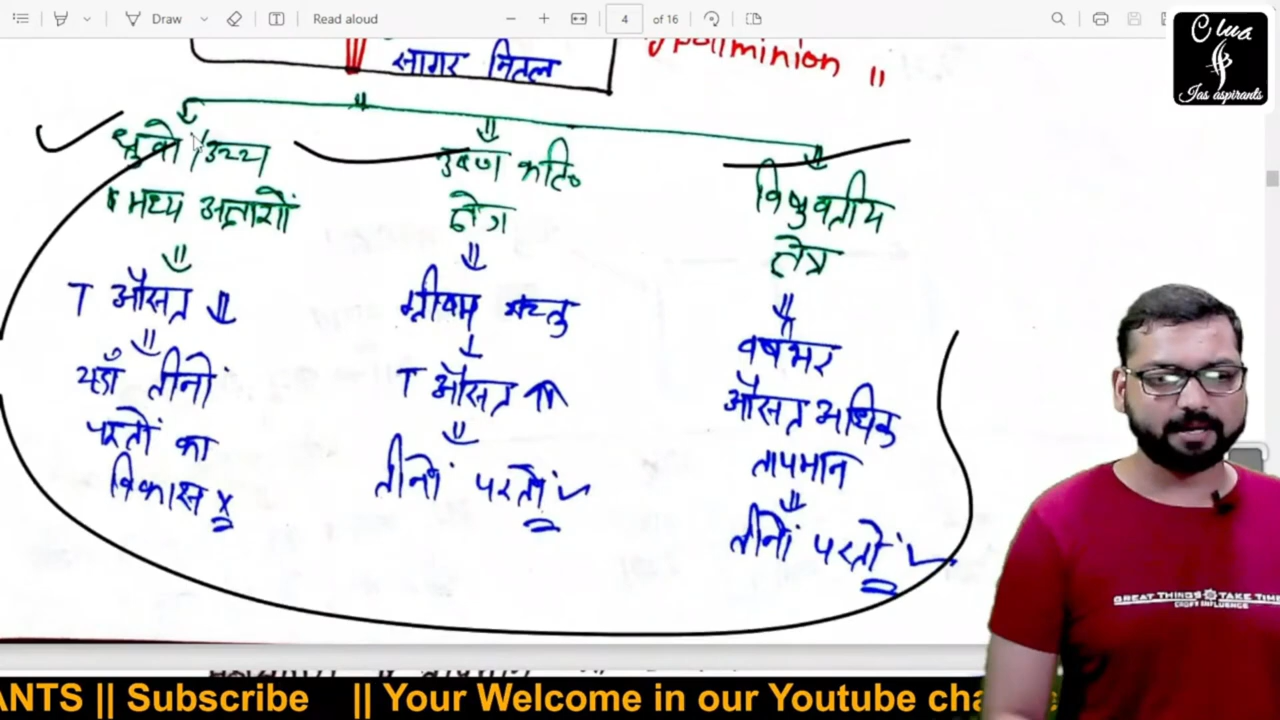 Draw
Read aloud
4 of 16
Clua
Ias aspirants
सागर नितल
ध्रुवो / उच्च
मध्य अक्षाशों
T औसत
यहाँ तीनों
परतों का
विकास x
उष्ण कटि०
क्षेत्र
ग्रीष्म ऋतु
T औसत
तीनों परतों
विषुवतीय
क्षेत्र
वर्षभर
औसत अधिक
तापमान
तीनों परतों
GREAT THINGS TAKE TIME
ANTS || Subscribe || Your Welcome in our Youtube cha